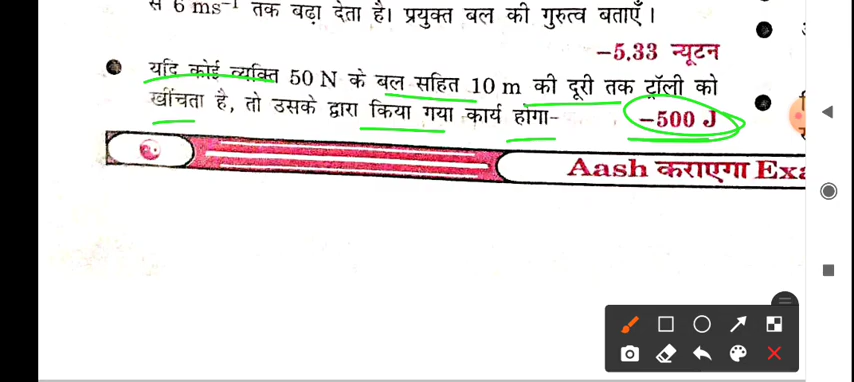 से 6 ms⁻¹ तक बढ़ा देता है। प्रयुक्त बल की गुरुत्व बताएँ।
–5.33 न्यूटन
यदि कोई व्यक्ति 50 N के बल सहित 10 m की दूरी तक ट्रॉली को
खींचता है, तो उसके द्वारा किया गया कार्य होगा–
–500 J
Aash कराएगा Exa